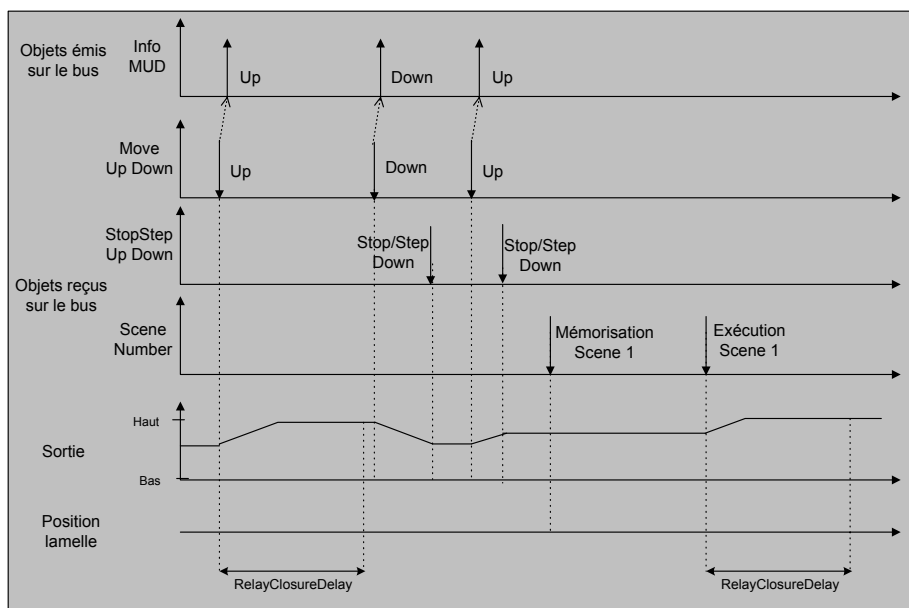 Objets émis
sur le bus
Info
MUD
Up
Down
Up
Move
Up Down
Up
Down
Up
StopStep
Up Down
Stop/Step
Down
Stop/Step
Down
Objets reçus
sur le bus
Scene
Number
Mémorisation
Scene 1
Exécution
Scene 1
Haut
Sortie
Bas
Position
lamelle
RelayClosureDelay
RelayClosureDelay